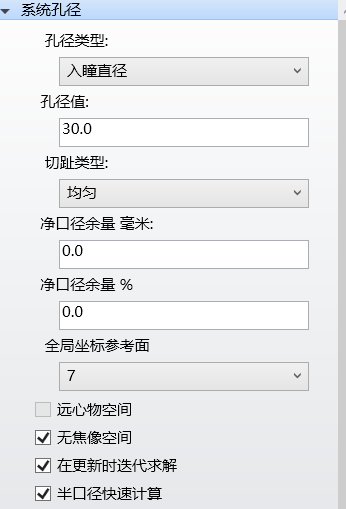 系统孔径
孔径类型:
入瞳直径
孔径值:
30.0
切趾类型:
均匀
净口径余量 毫米:
0.0
净口径余量 %
0.0
全局坐标参考面
7
远心物空间
无焦像空间
在更新时迭代求解
半口径快速计算